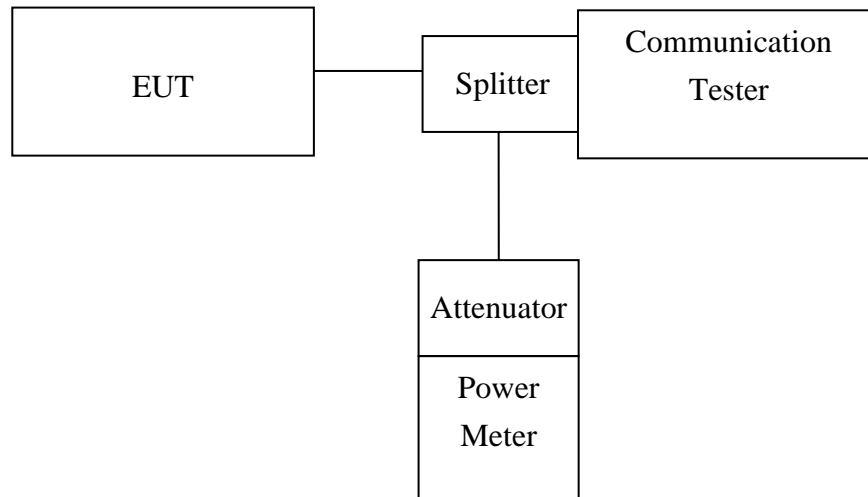 EUT
Splitter
Communication
Tester
Attenuator
Power
Meter